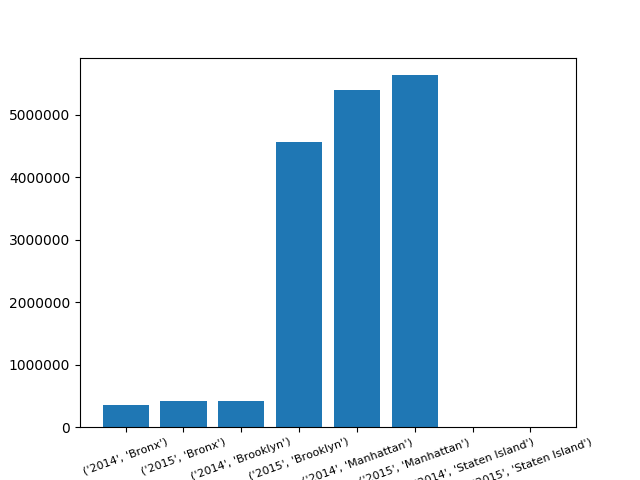 5000000
4000000
3000000
2000000
1000000
0
('2014', 'Bronx')
('2015', 'Bronx')
('2014', 'Brooklyn')
('2015', 'Brooklyn')
('2014', 'Manhattan')
('2015', 'Manhattan')
2014', 'Staten Island')
2015', 'Staten Island')